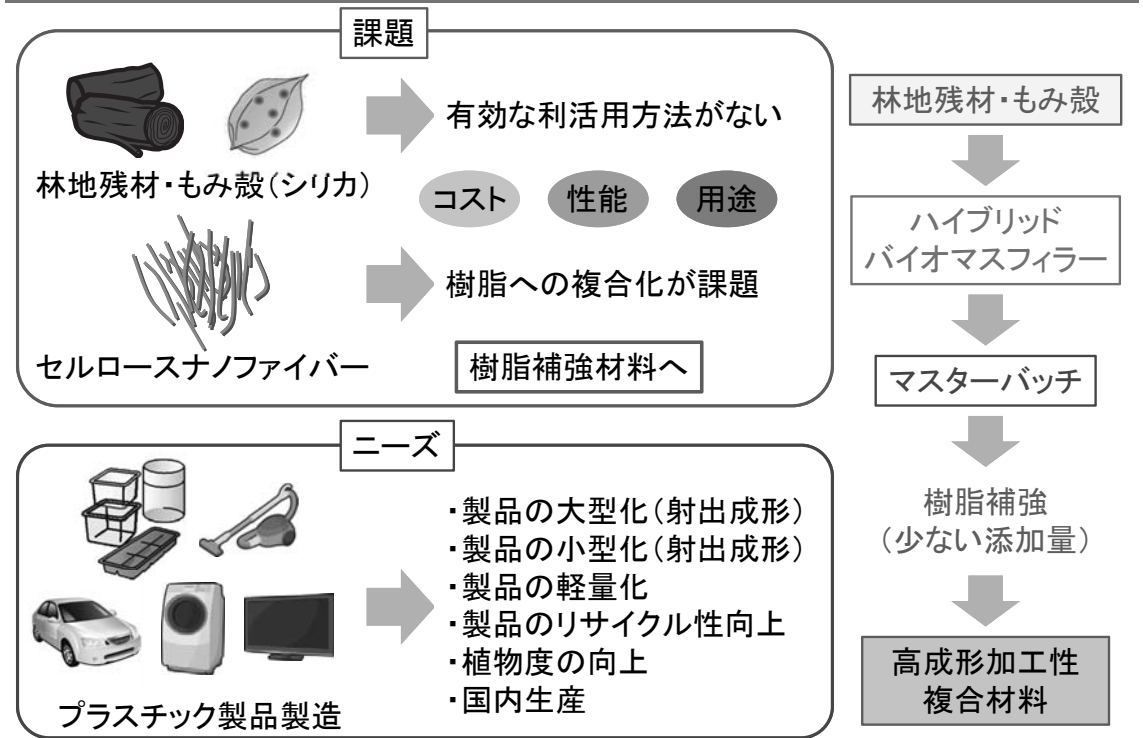 課題
林地残材・もみ殻(シリカ)
有効な利活用方法がない
コスト 性能 用途
セルロースナノファイバー
樹脂への複合化が課題
樹脂補強材料へ
ニーズ
プラスチック製品製造
・製品の大型化(射出成形)
・製品の小型化(射出成形)
・製品の軽量化
・製品のリサイクル性向上
・植物度の向上
・国内生産
林地残材・もみ殻
ハイブリッド
バイオマスフィラー
マスターバッチ
樹脂補強
(少ない添加量)
高成形加工性
複合材料